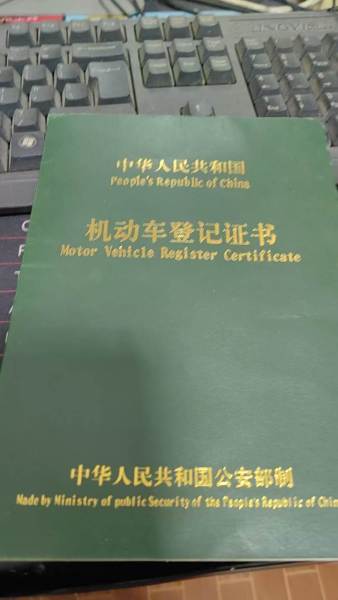 中华人民共和国
People's Republic of China
机动车登记证书
Motor Vehicle Register Certificate
中华人民共和国公安部制
Made by Ministry of public Security of the People's Republic of China